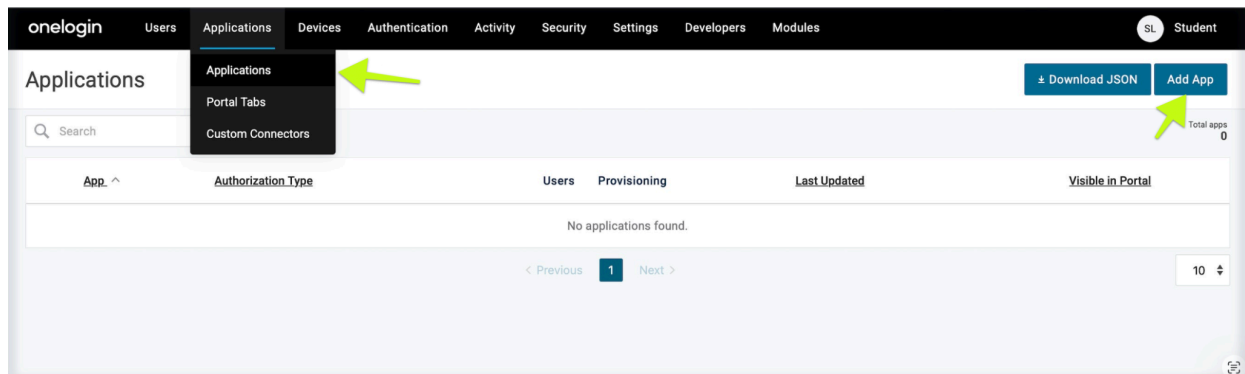 onelogin Users Applications Devices Authentication Activity Security Settings Developers Modules SL Student
Applications
Applications
Portal Tabs
Custom Connectors
Download JSON
Add App
Search
Total apps
0
App Authorization Type Users Provisioning Last Updated Visible in Portal
No applications found.
< Previous 1 Next >
10